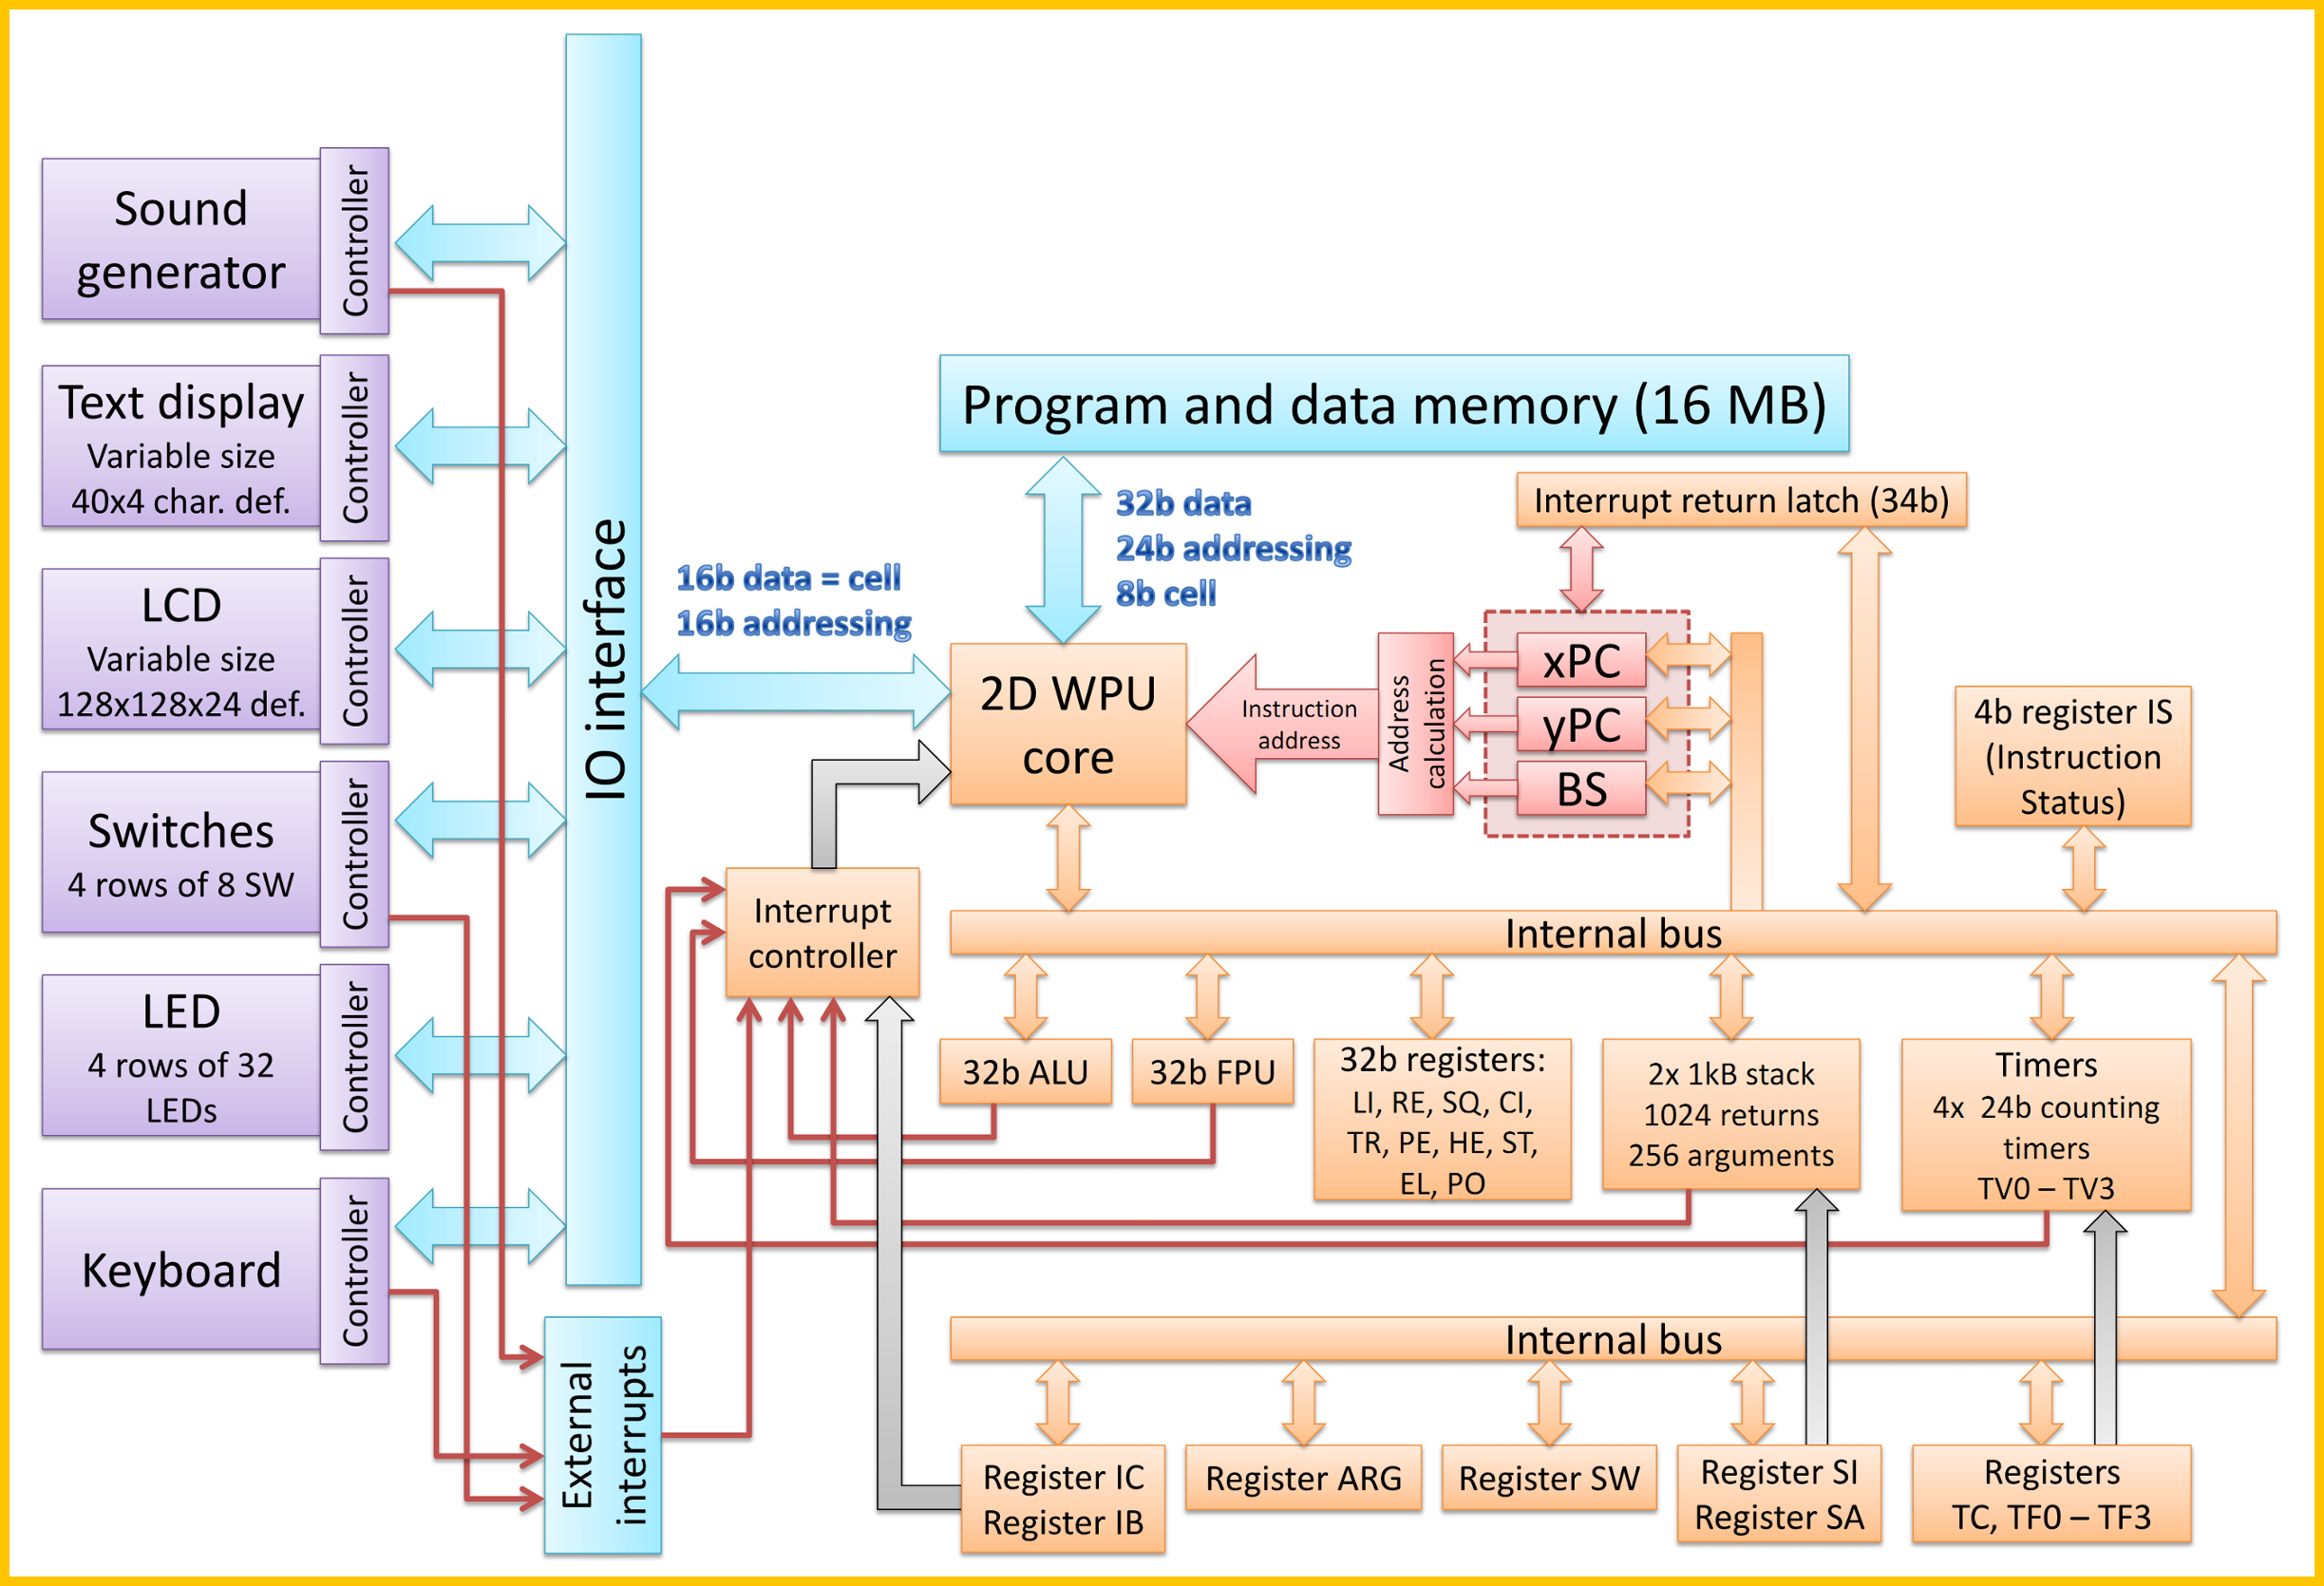 Sound
generator
Controller
Text display
Variable size
40x4 char. def.
Controller
LCD
Variable size
128x128x24 def.
Controller
Switches
4 rows of 8 SW
Controller
LED
4 rows of 32
LEDs
Controller
Keyboard
Controller
IO interface
External
interrupts
16b data = cell
16b addressing
Program and data memory (16 MB)
32b data
24b addressing
8b cell
2D WPU
core
Instruction
address
Address
calculation
Interrupt return latch (34b)
xPC
yPC
BS
4b register IS
(Instruction
Status)
Interrupt
controller
Internal bus
32b ALU
32b FPU
32b registers:
LI, RE, SQ, CI,
TR, PE, HE, ST,
EL, PO
2x 1kB stack
1024 returns
256 arguments
Timers
4x  24b counting
timers
TV0 – TV3
Internal bus
Register IC
Register IB
Register ARG
Register SW
Register SI
Register SA
Registers
TC, TF0 – TF3